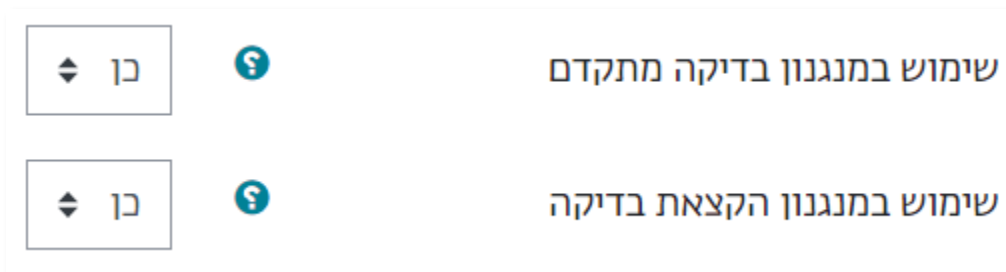 שימוש במנגנון בדיקה מתקדם ? כן
שימוש במנגנון הקצאת בדיקה ? כן